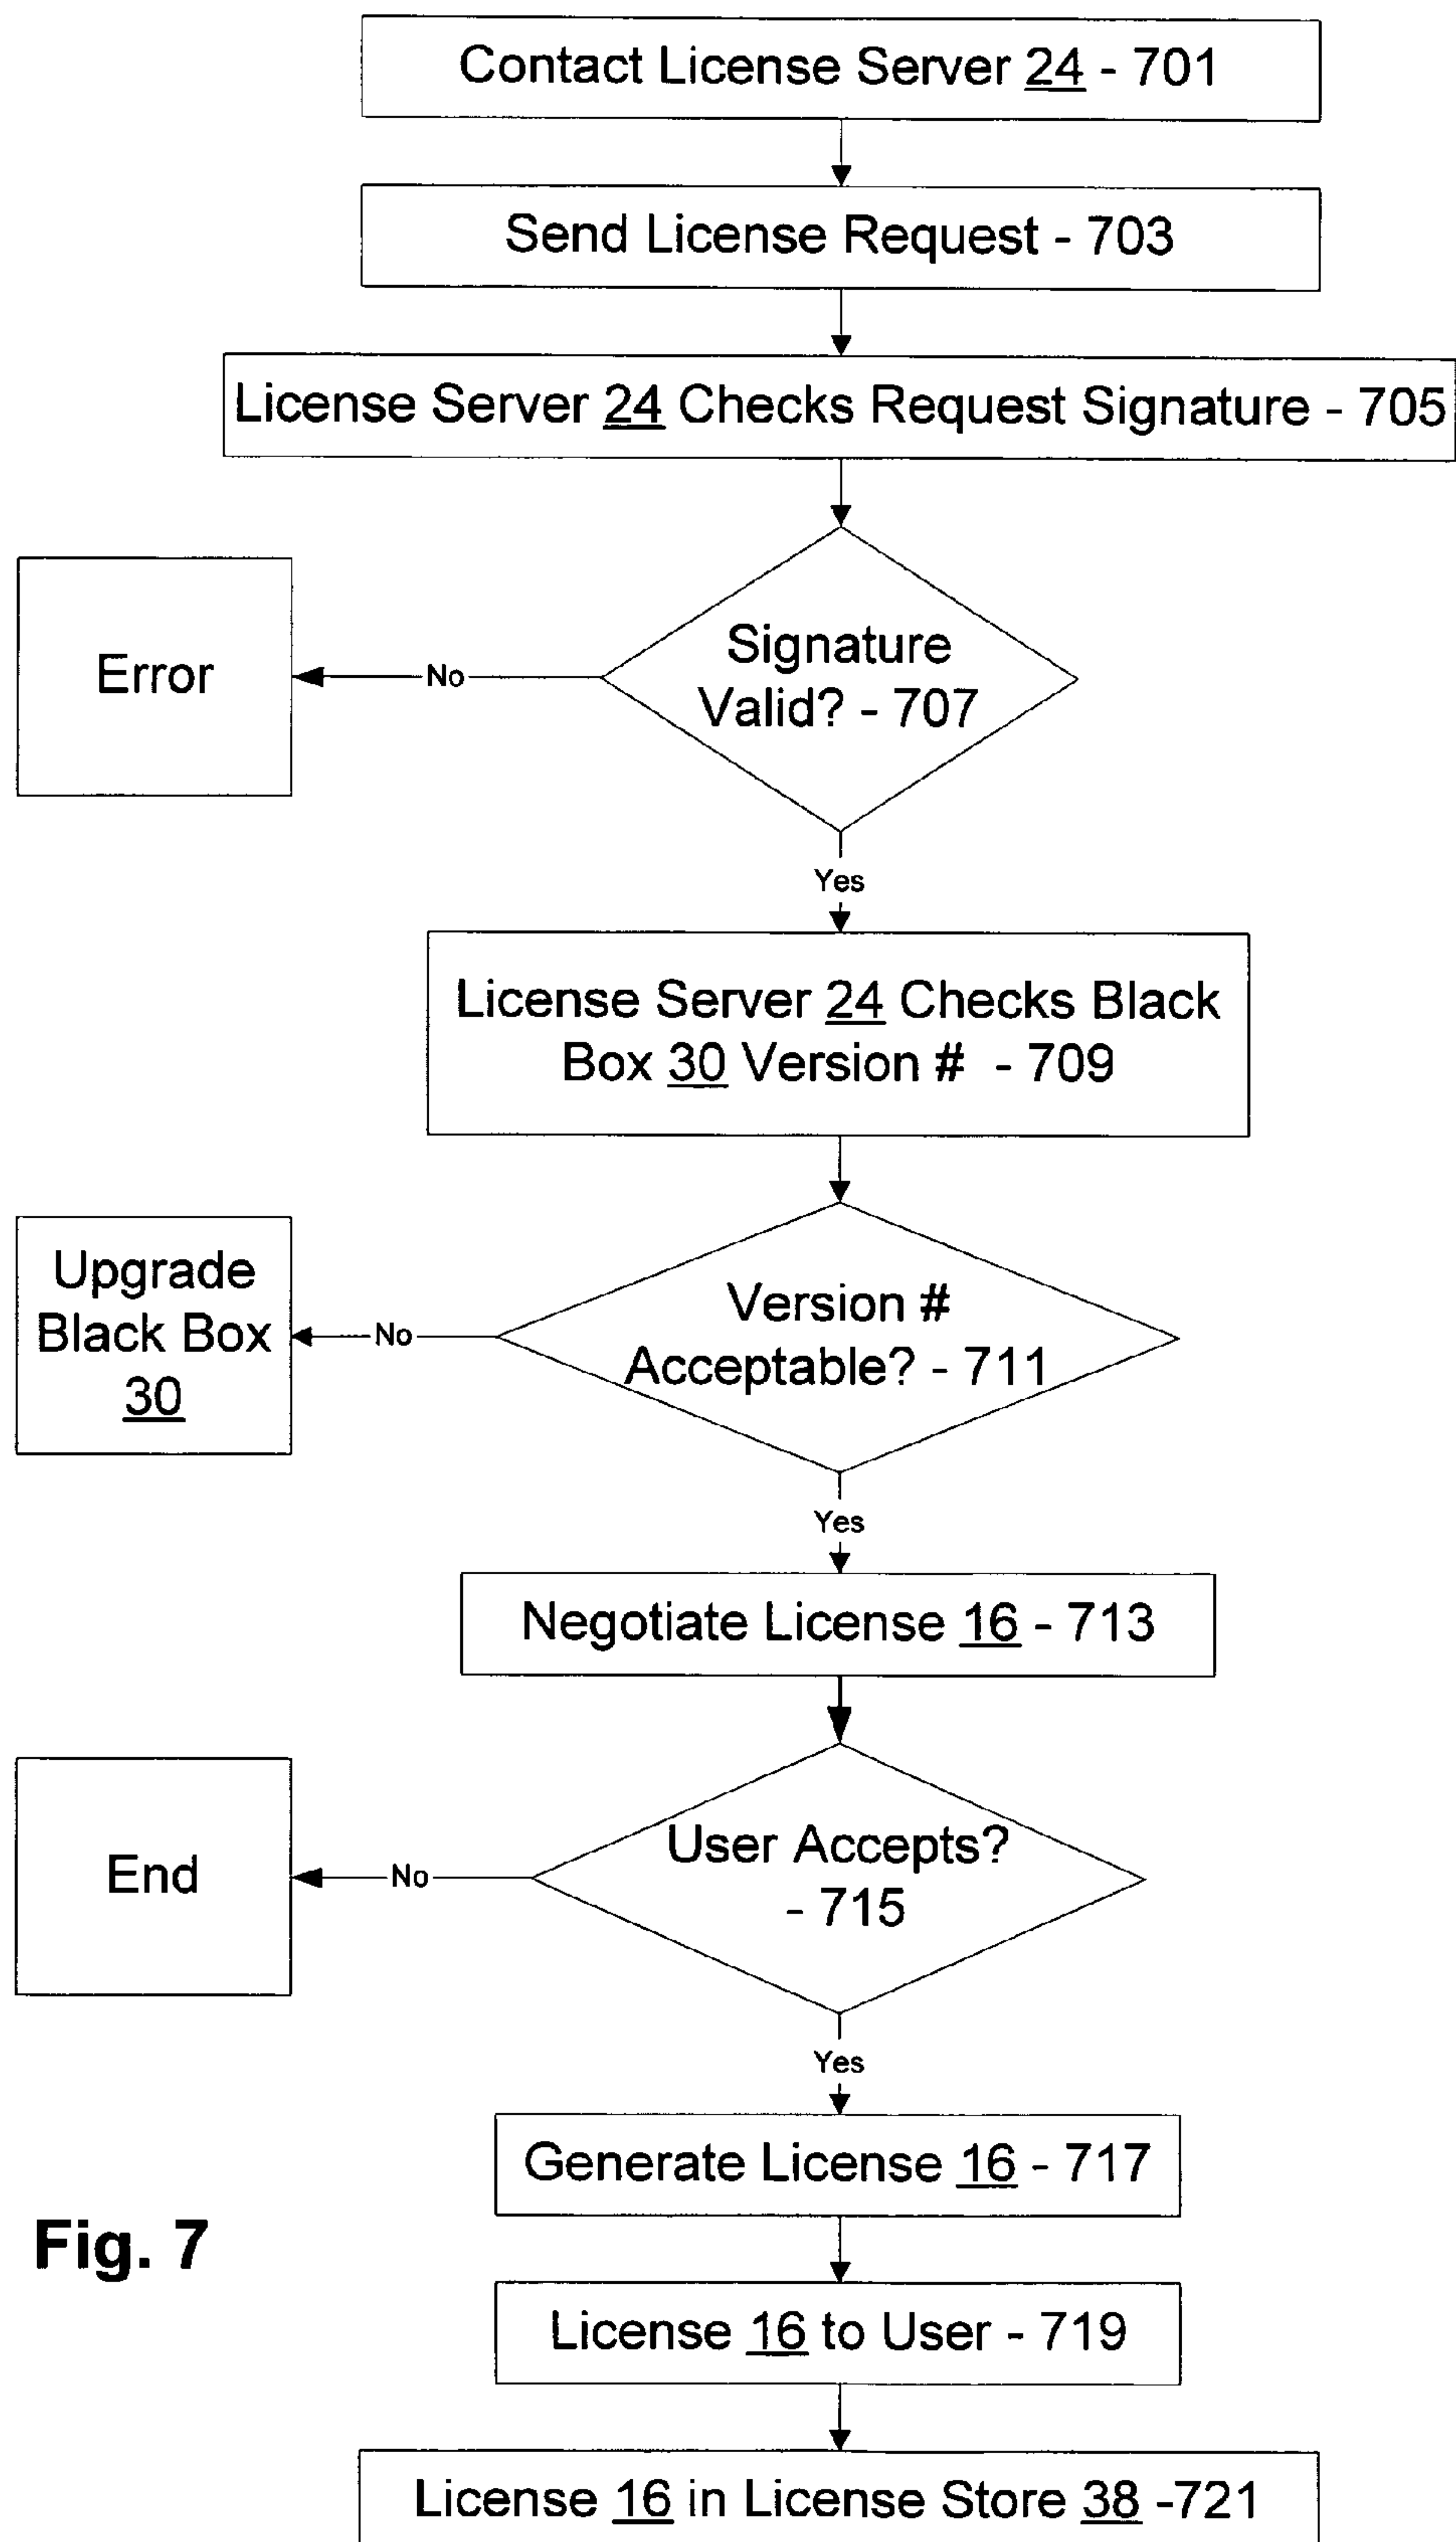 Contact License Server 24 - 701
Send License Request - 703
License Server 24 Checks Request Signature - 705
Signature
Valid? - 707
No
Error
Yes
License Server 24 Checks Black
Box 30 Version # - 709
Version #
Acceptable? - 711
No
Upgrade
Black Box
30
Yes
Negotiate License 16 - 713
User Accepts?
- 715
No
End
Yes
Generate License 16 - 717
License 16 to User - 719
License 16 in License Store 38 -721
Fig. 7